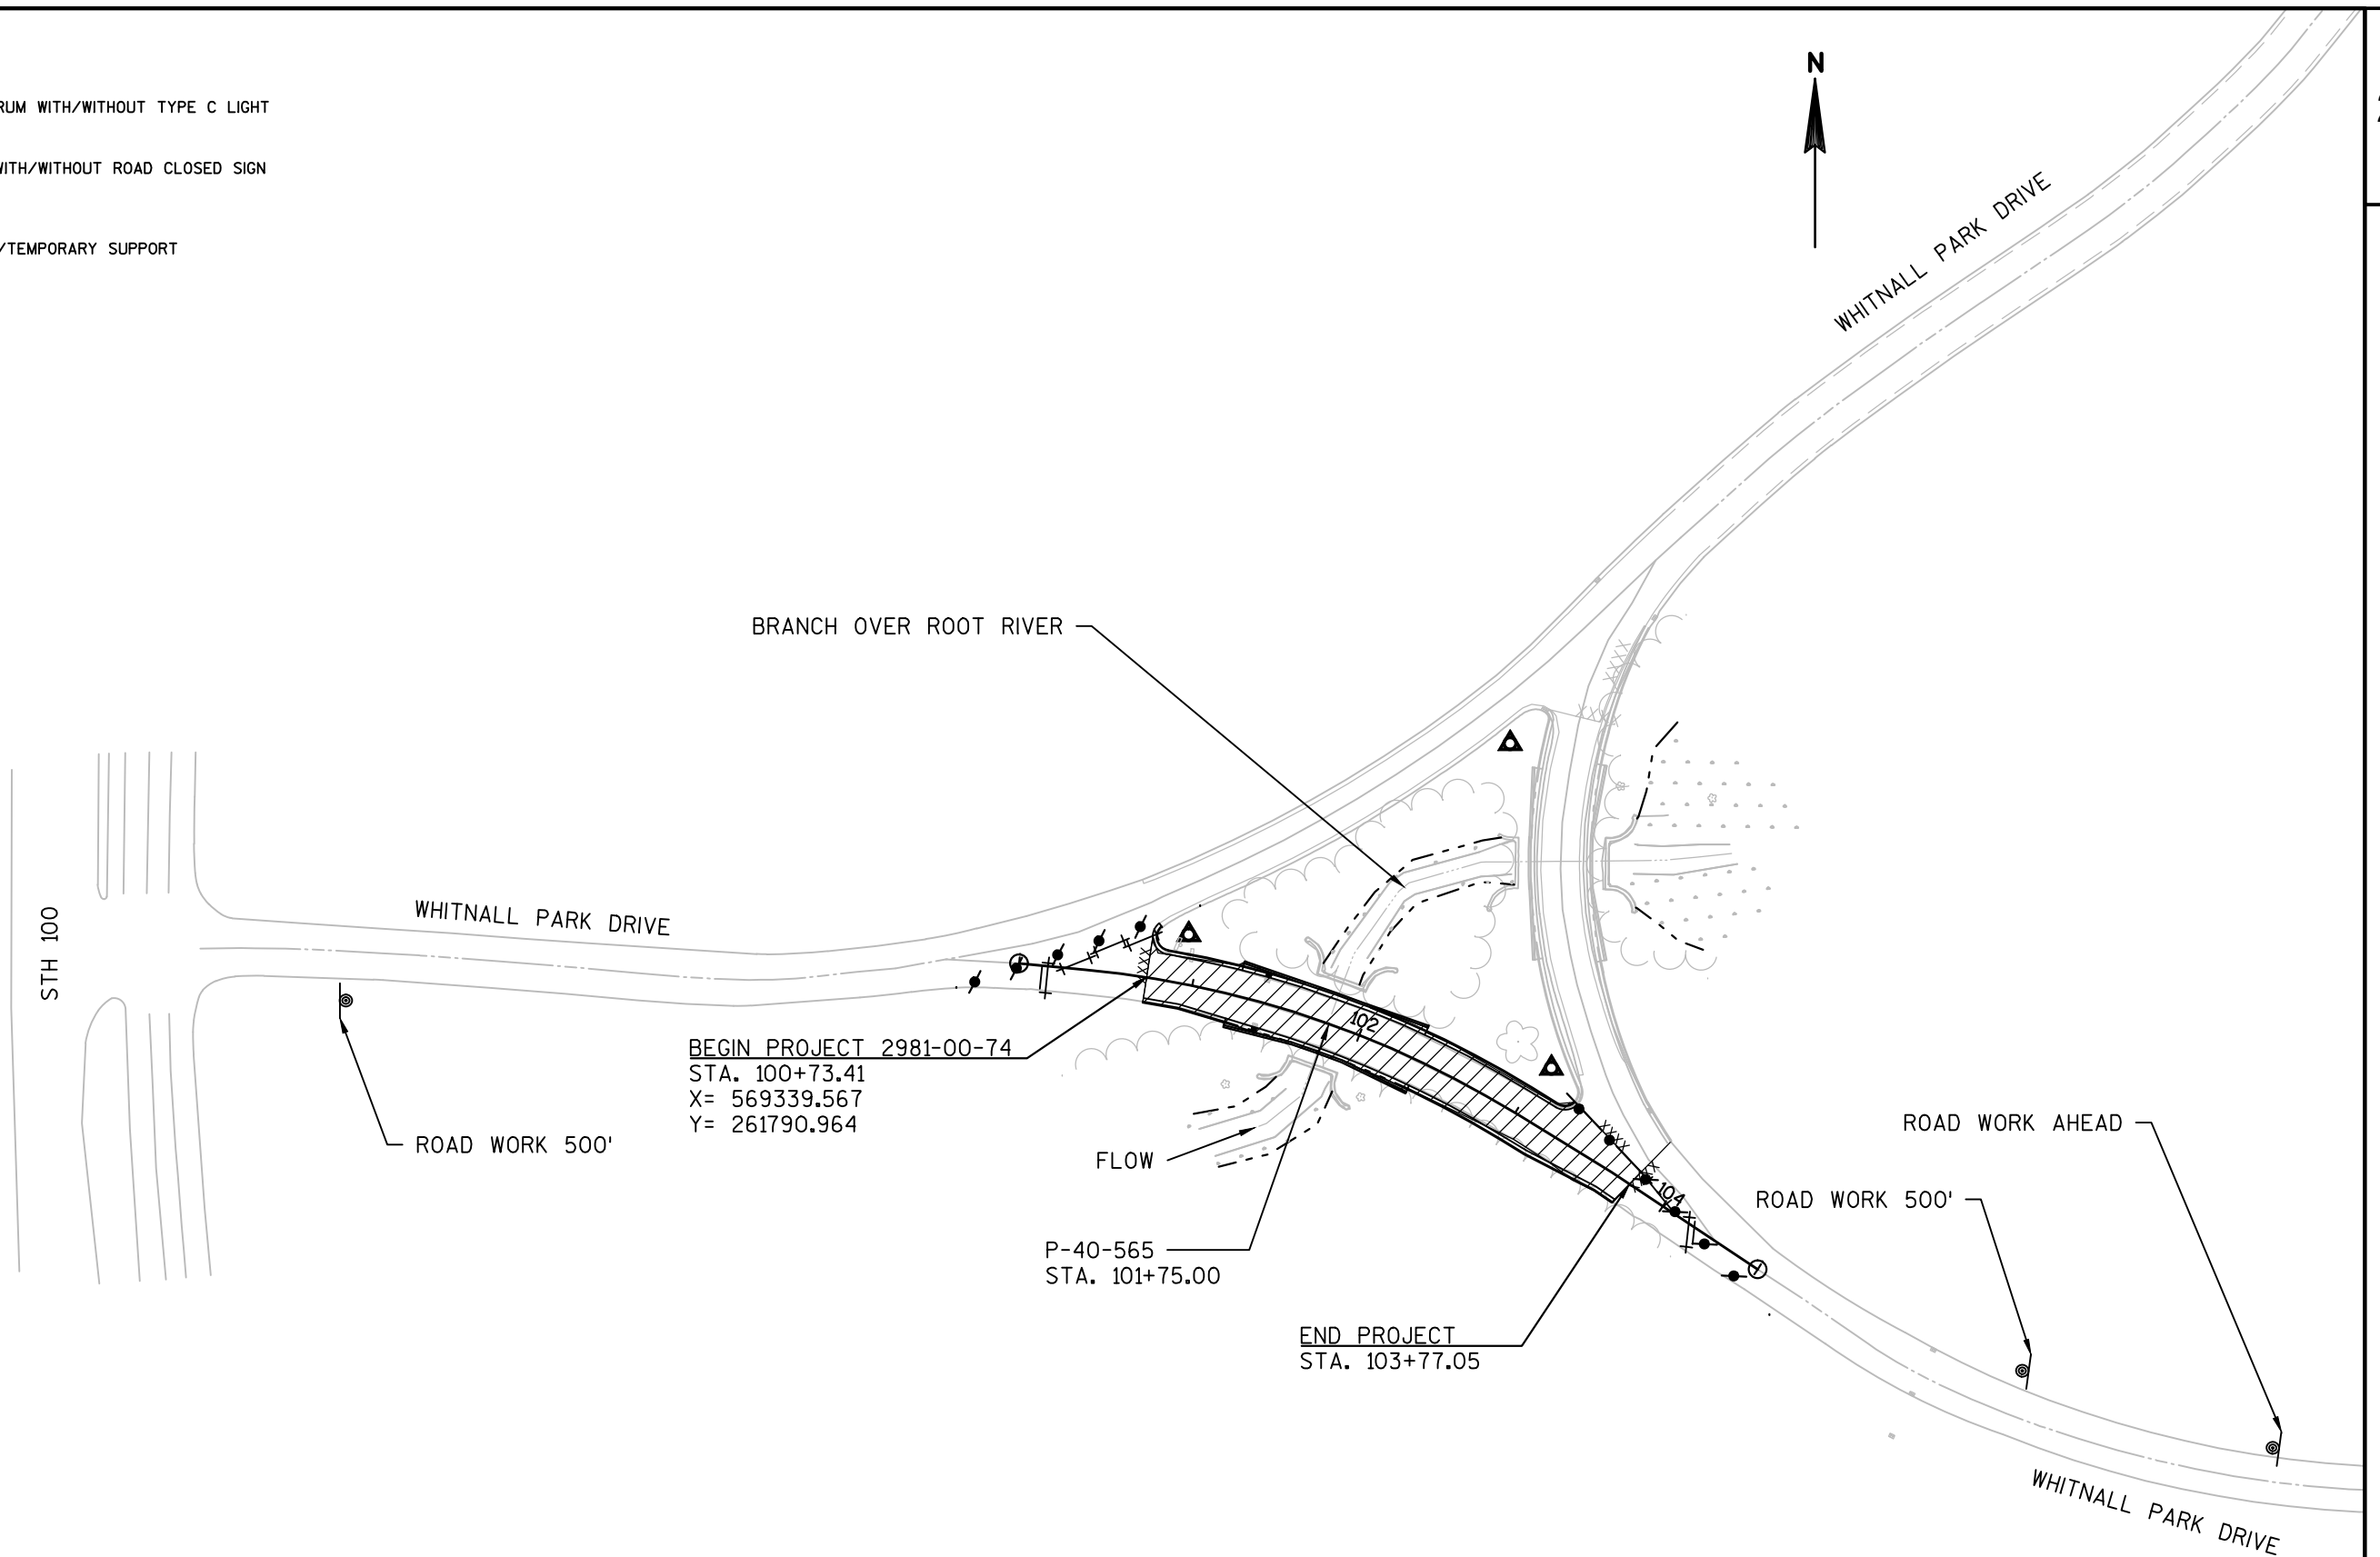 N
RUM WITH/WITHOUT TYPE C LIGHT
WITH/WITHOUT ROAD CLOSED SIGN
/TEMPORARY SUPPORT
WHITNALL PARK DRIVE
BRANCH OVER ROOT RIVER
STH 100
WHITNALL PARK DRIVE
102
BEGIN PROJECT 2981-00-74
STA. 100+73.41
X= 569339.567
Y= 261790.964
ROAD WORK 500'
FLOW
ROAD WORK AHEAD
104
ROAD WORK 500'
P-40-565
STA. 101+75.00
END PROJECT
STA. 103+77.05
WHITNALL PARK DRIVE